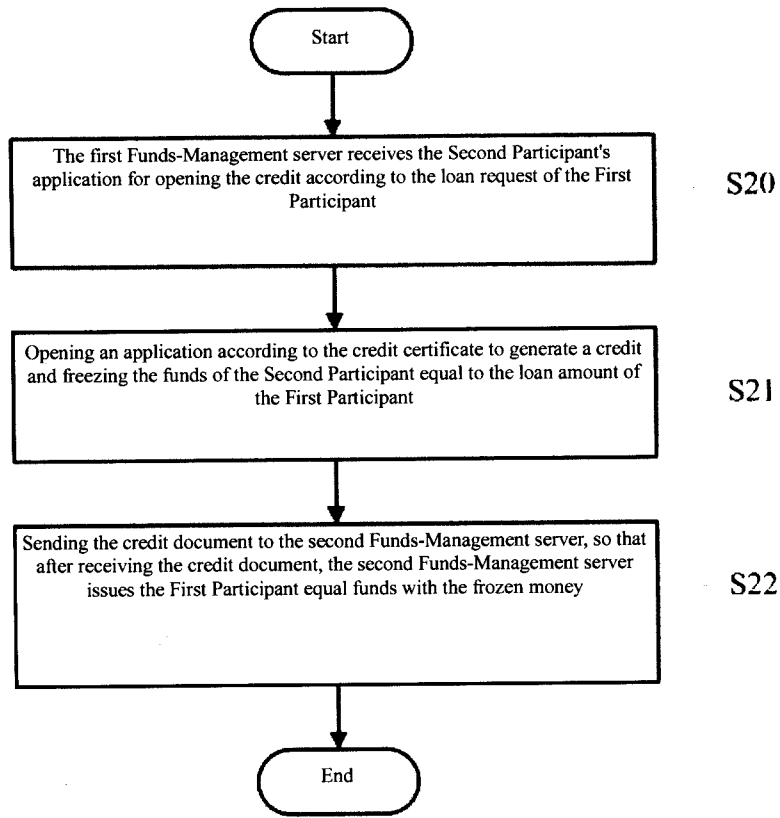 Start
The first Funds-Management server receives the Second Participant's
application for opening the credit according to the loan request of the First
Participant
S20
Opening an application according to the credit certificate to generate a credit
and freezing the funds of the Second Participant equal to the loan amount of
the First Participant
S21
Sending the credit document to the second Funds-Management server, so that
after receiving the credit document, the second Funds-Management server
issues the First Participant equal funds with the frozen money
S22
End